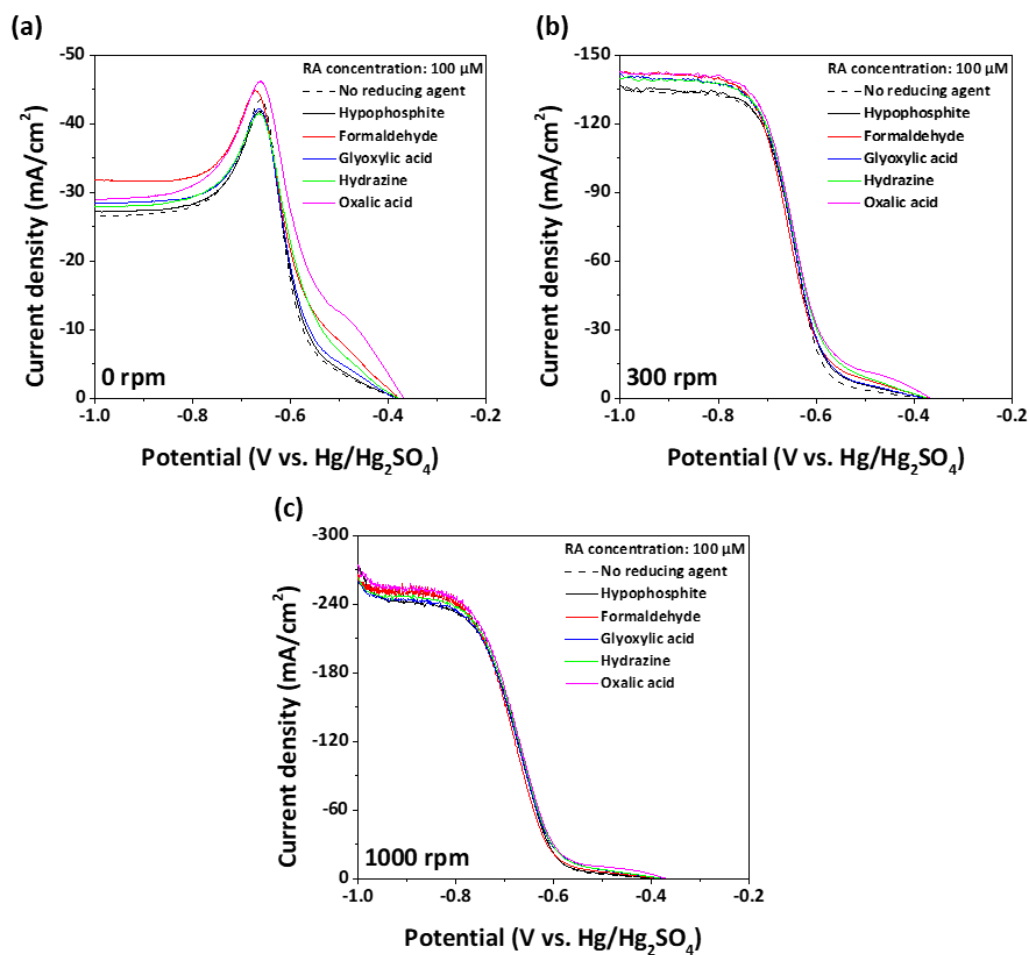 (a)
-50
-40
-30
-20
-10
0
-1.0
-0.8
-0.6
-0.4
-0.2
Current density (mA/cm²)
Potential (V vs. Hg/Hg₂SO₄)
RA concentration: 100 μM
No reducing agent
Hypophosphite
Formaldehyde
Glyoxylic acid
Hydrazine
Oxalic acid
0 rpm
(b)
-150
-120
-90
-60
-30
0
-1.0
-0.8
-0.6
-0.4
-0.2
Current density (mA/cm²)
Potential (V vs. Hg/Hg₂SO₄)
RA concentration: 100 μM
No reducing agent
Hypophosphite
Formaldehyde
Glyoxylic acid
Hydrazine
Oxalic acid
300 rpm
(c)
-300
-240
-180
-120
-60
0
-1.0
-0.8
-0.6
-0.4
-0.2
Current density (mA/cm²)
Potential (V vs. Hg/Hg₂SO₄)
RA concentration: 100 μM
No reducing agent
Hypophosphite
Formaldehyde
Glyoxylic acid
Hydrazine
Oxalic acid
1000 rpm